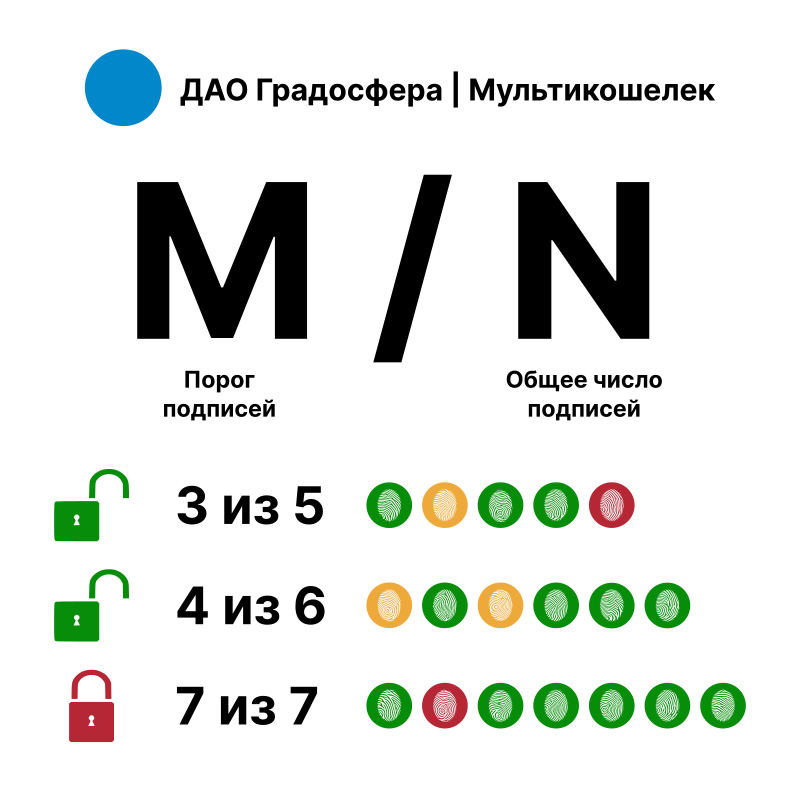 ДАО Градосфера | Мультикошелек
M / N
Порог
подписей
Общее число
подписей
3 из 5
4 из 6
7 из 7